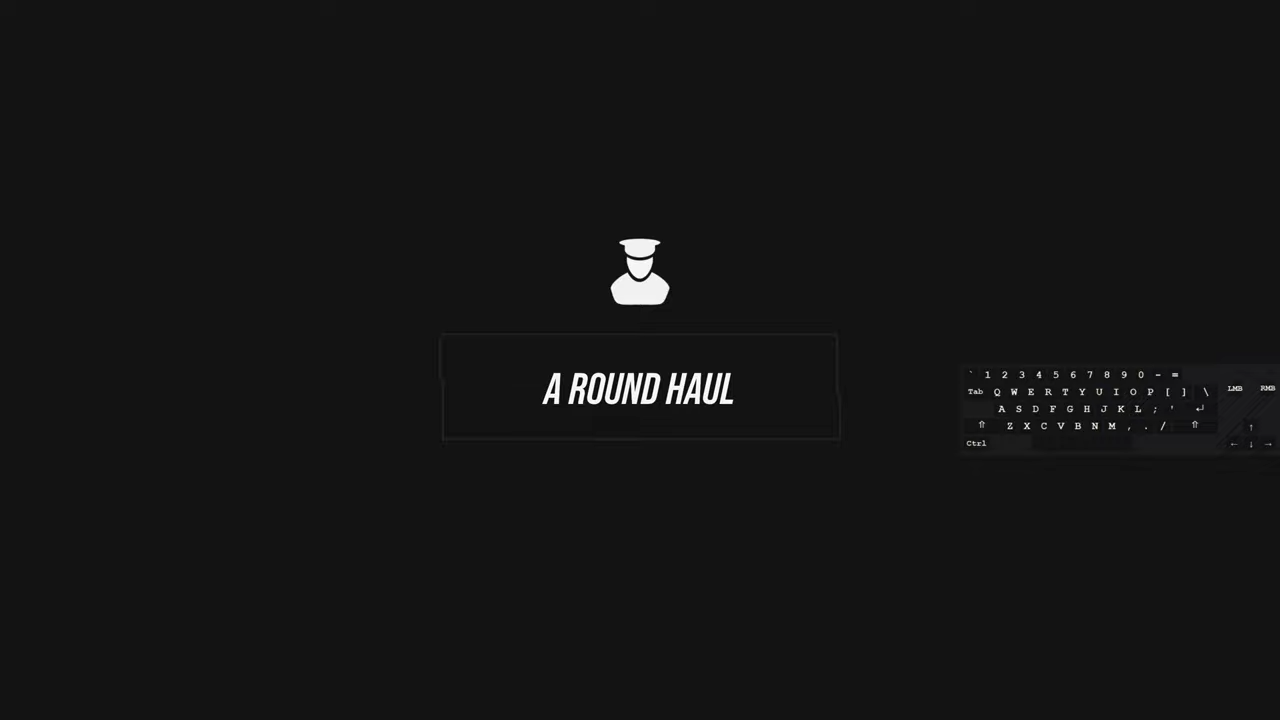 A ROUND HAUL
` 1 2 3 4 5 6 7 8 9 0 - =
Tab Q W E R T Y U I O P [ ] \ LMB RMB
A S D F G H J K L ; ' ↵
⇧ Z X C V B N M , . / ⇧ ↑
Ctrl ← ↓ →